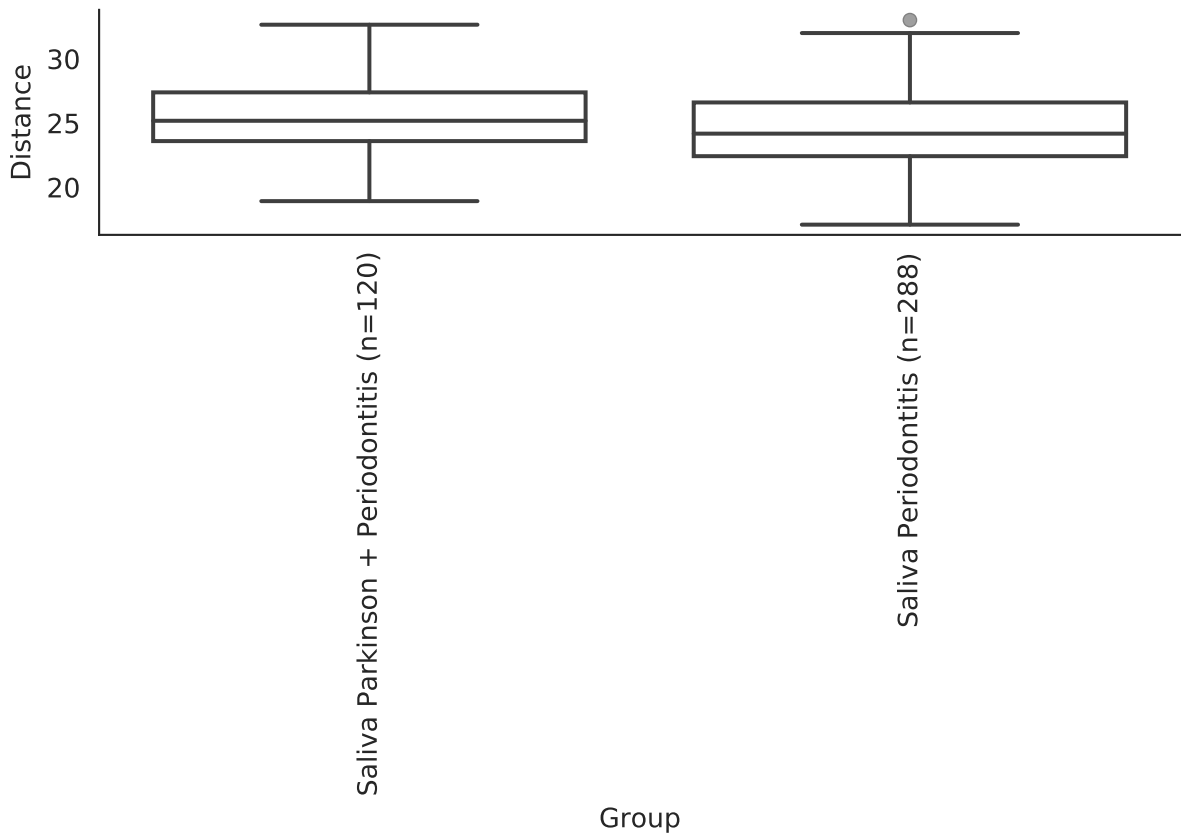 Distance
30
25
20
Saliva Parkinson + Periodontitis (n=120)
Saliva Periodontitis (n=288)
Group